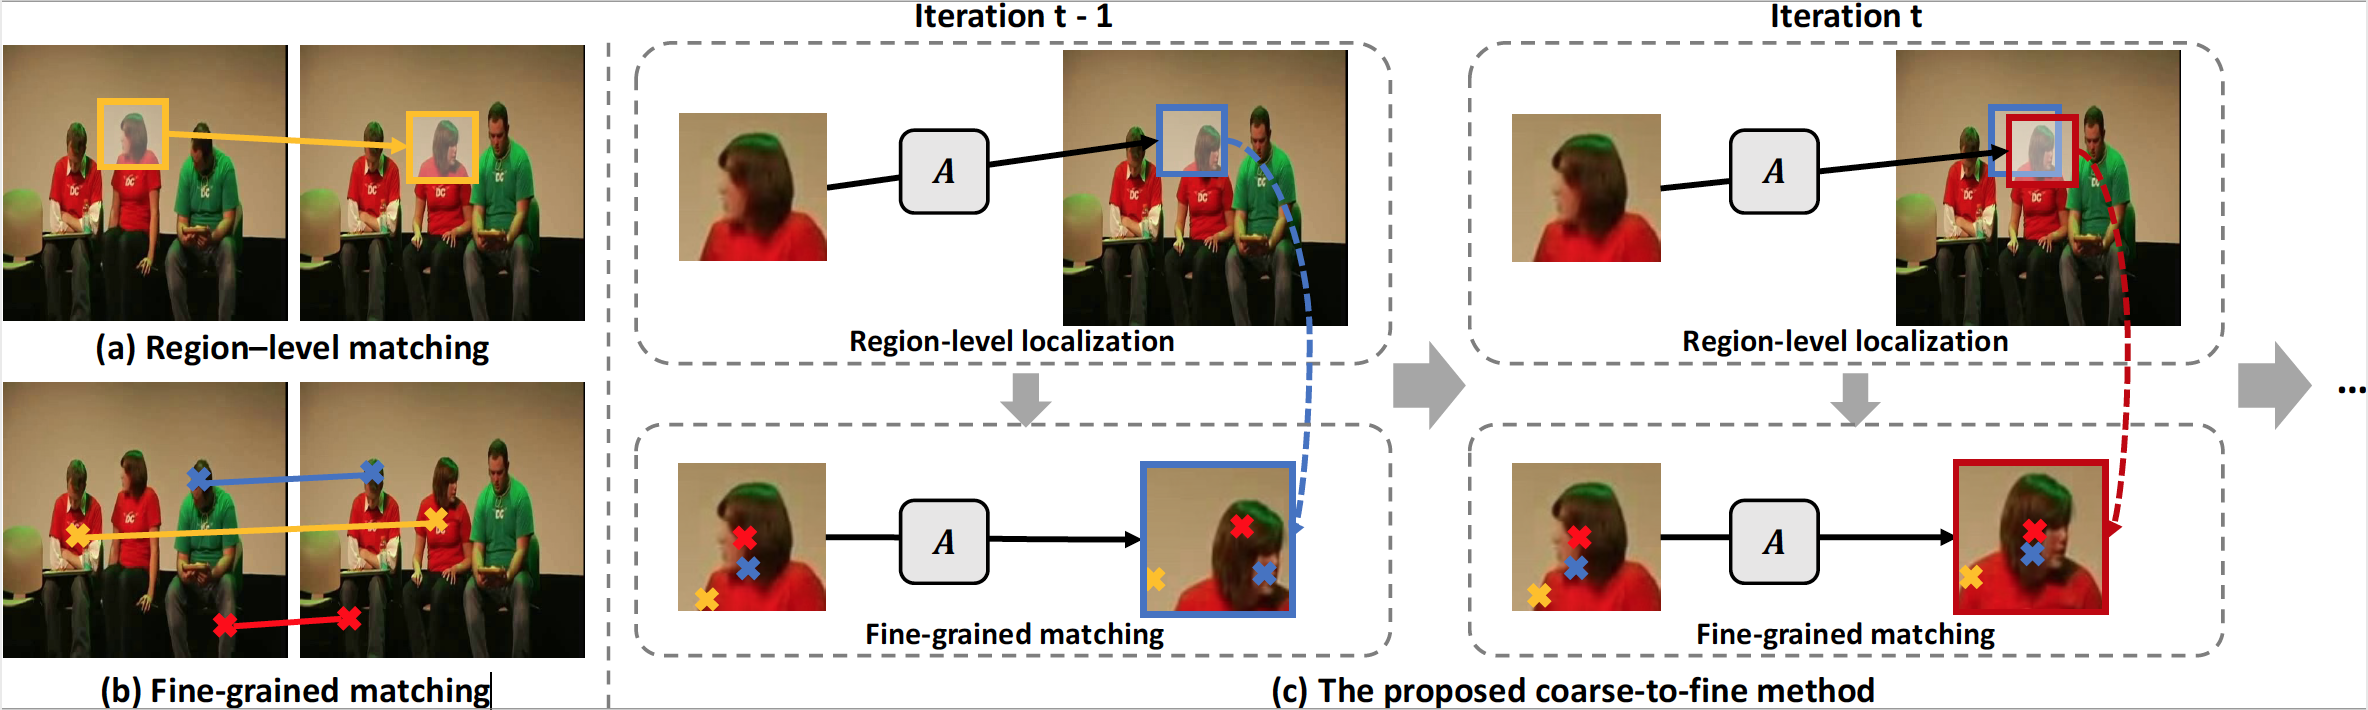 Iteration t - 1
Iteration t
A
A
Region-level localization
Region-level localization
(a) Region–level matching
...
A
A
Fine-grained matching
Fine-grained matching
(b) Fine-grained matching
(c) The proposed coarse-to-fine method